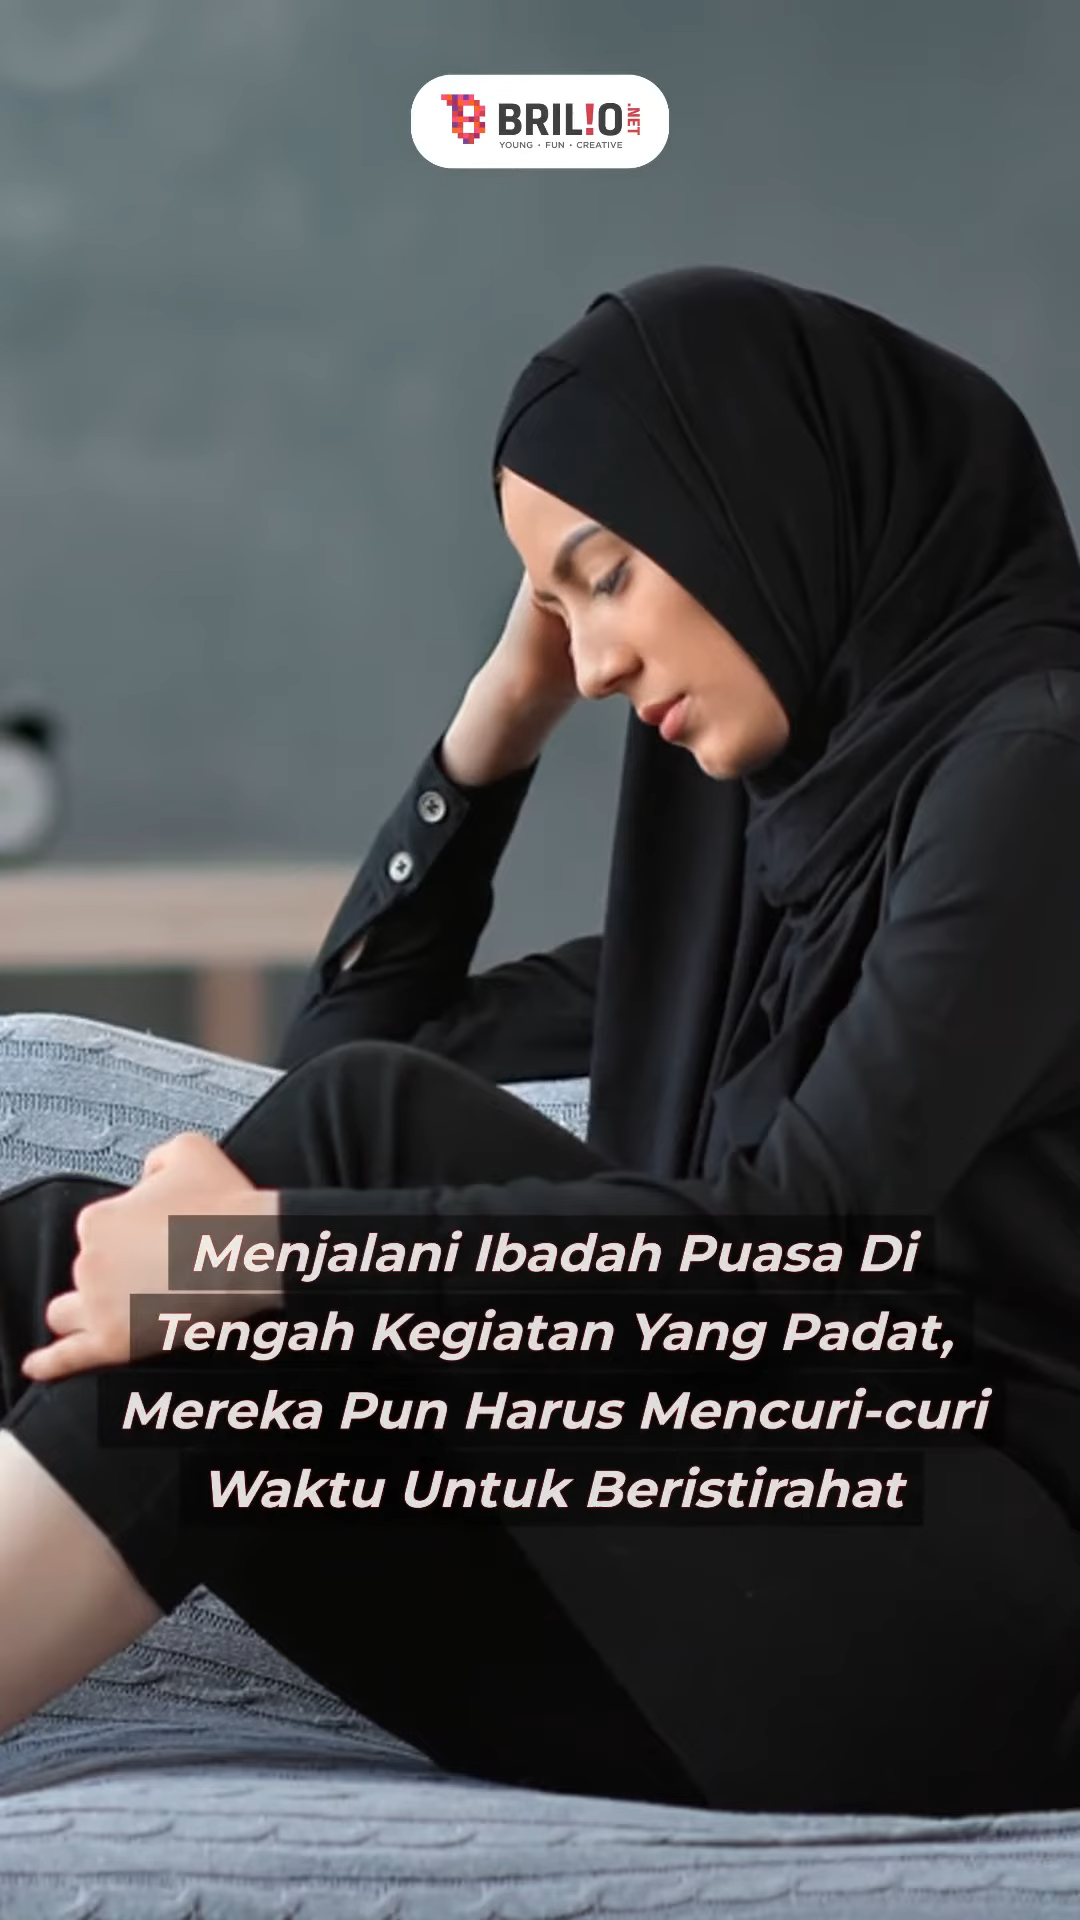 BRIL!O.NET
YOUNG • FUN • CREATIVE
Menjalani Ibadah Puasa Di
Tengah Kegiatan Yang Padat,
Mereka Pun Harus Mencuri-curi
Waktu Untuk Beristirahat